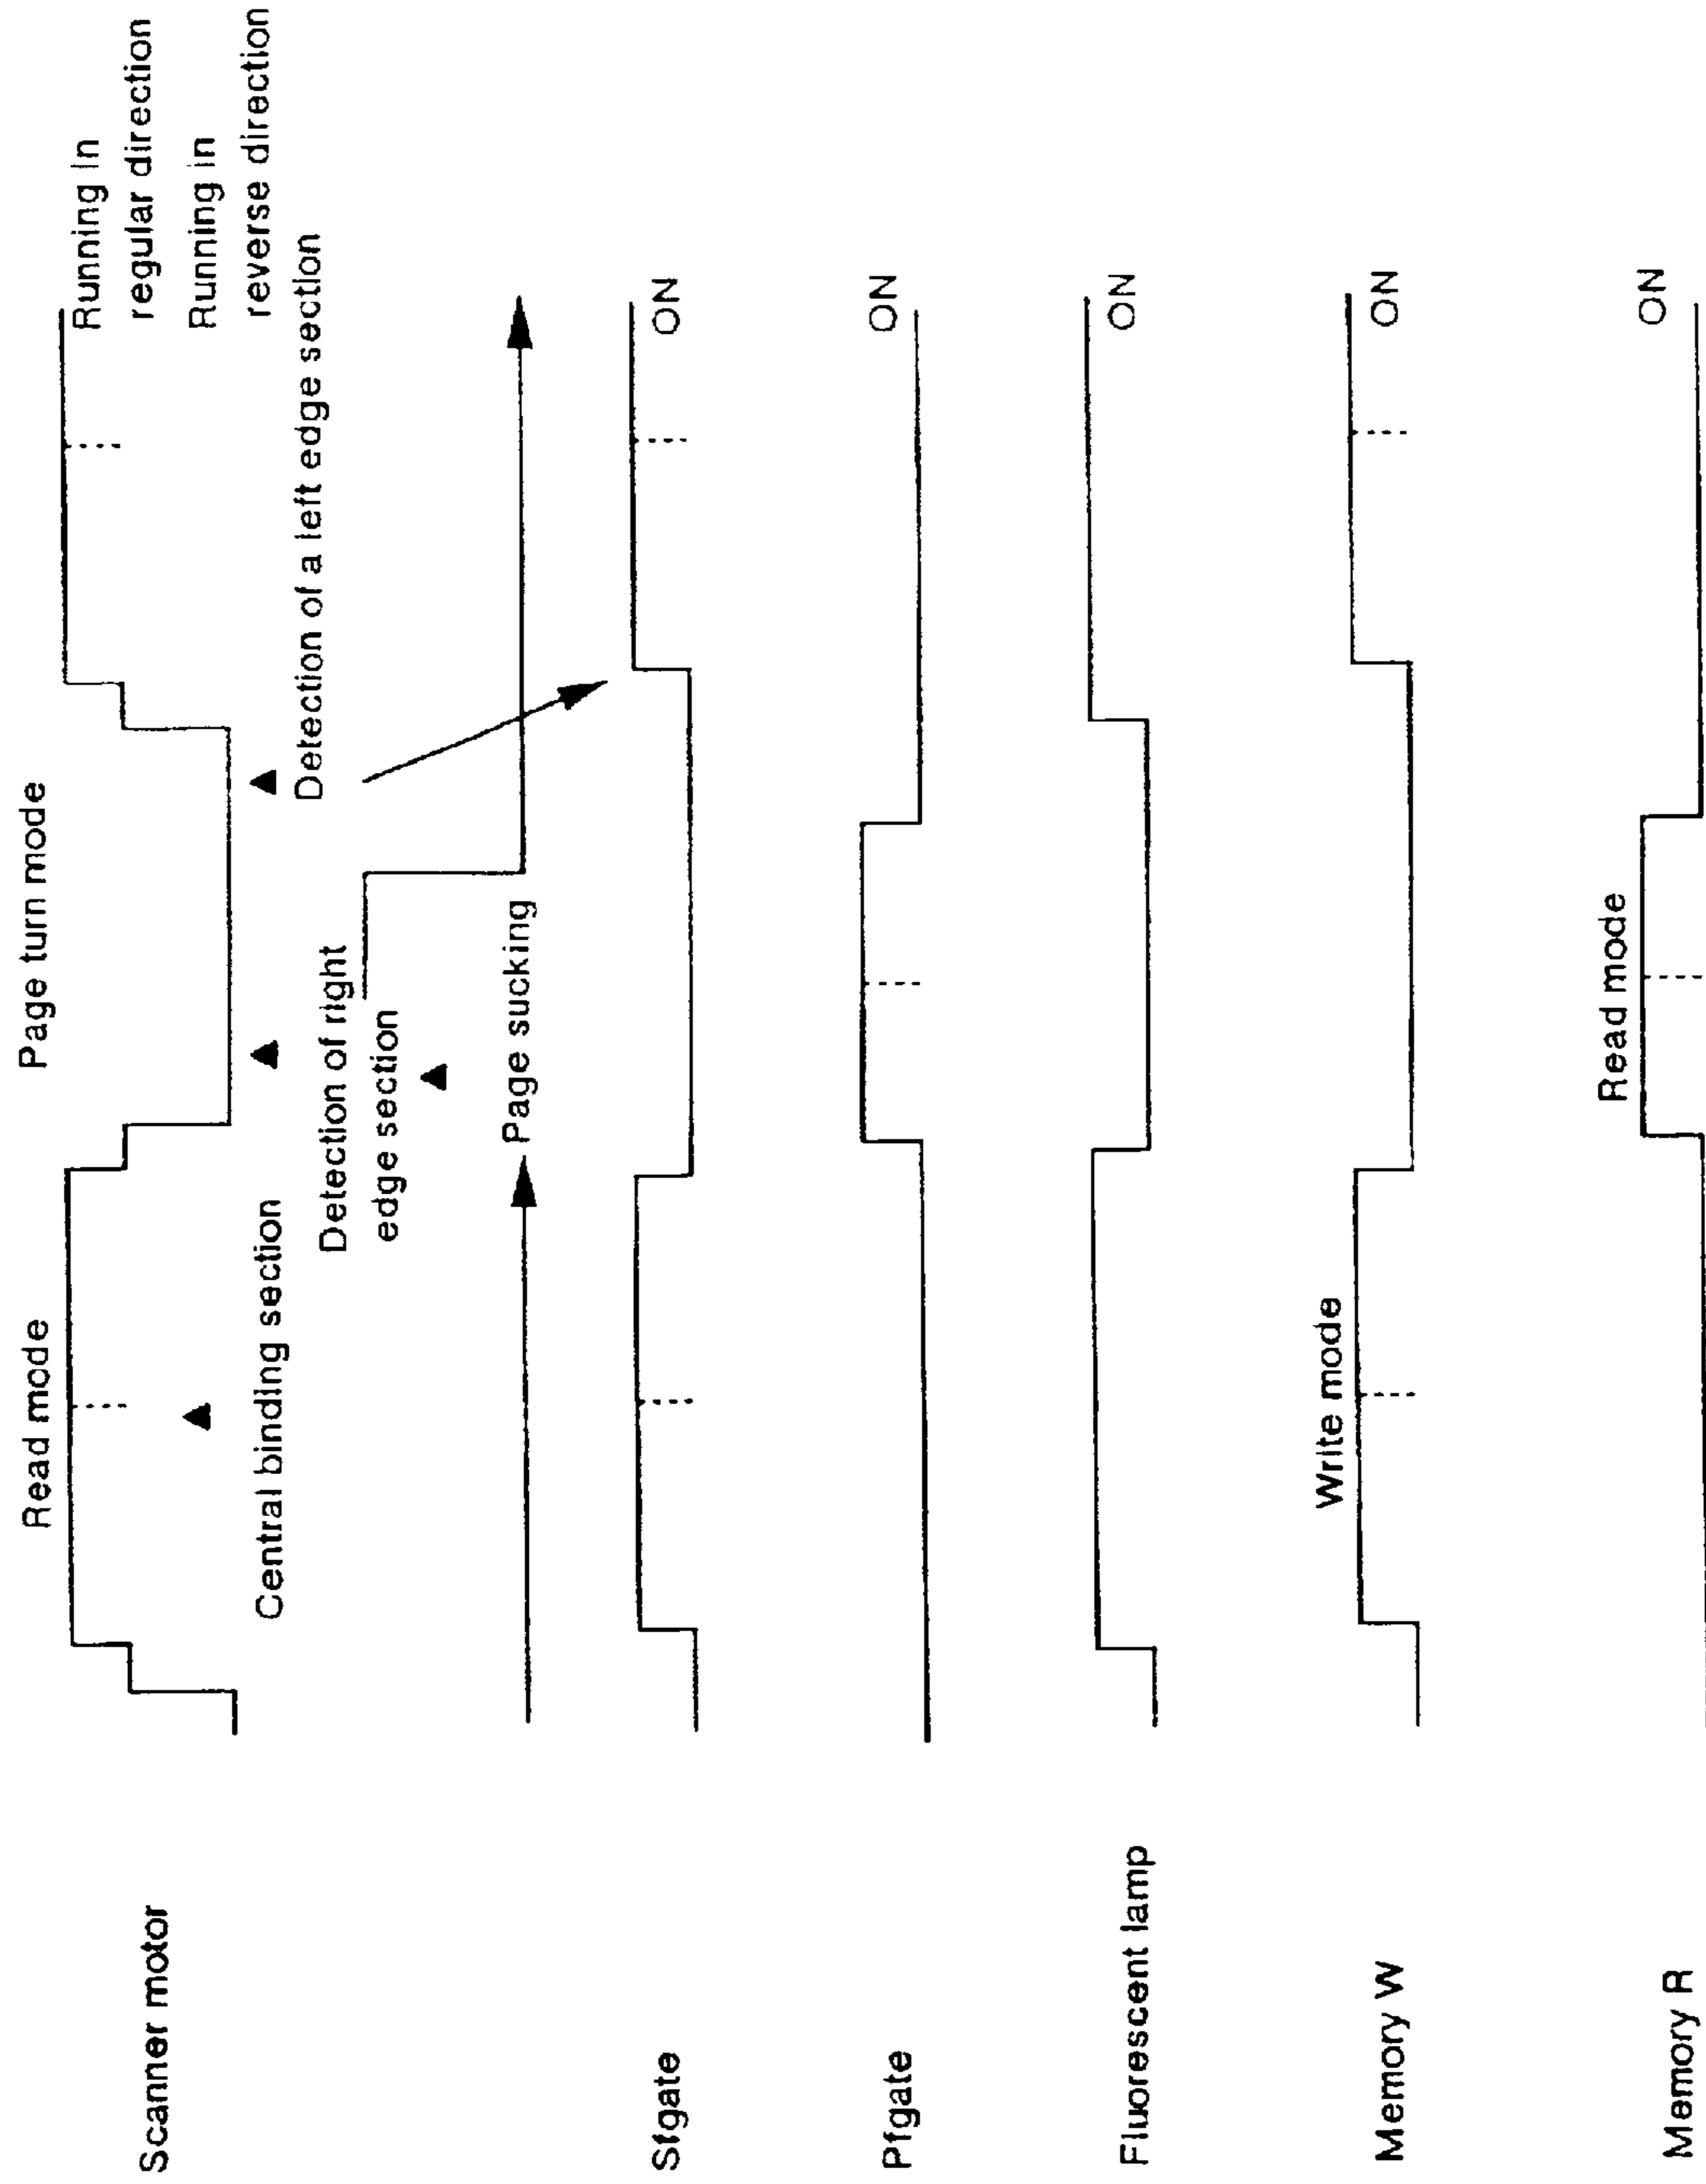 Read mode
Page turn mode
Running in
regular direction
Running in
reverse direction
Scanner motor
Central binding section
Detection of right
edge section
Detection of a left edge section
Page sucking
Sfgate
ON
Pfgate
ON
Fluorescent lamp
ON
Write mode
Memory W
ON
Read mode
Memory R
ON